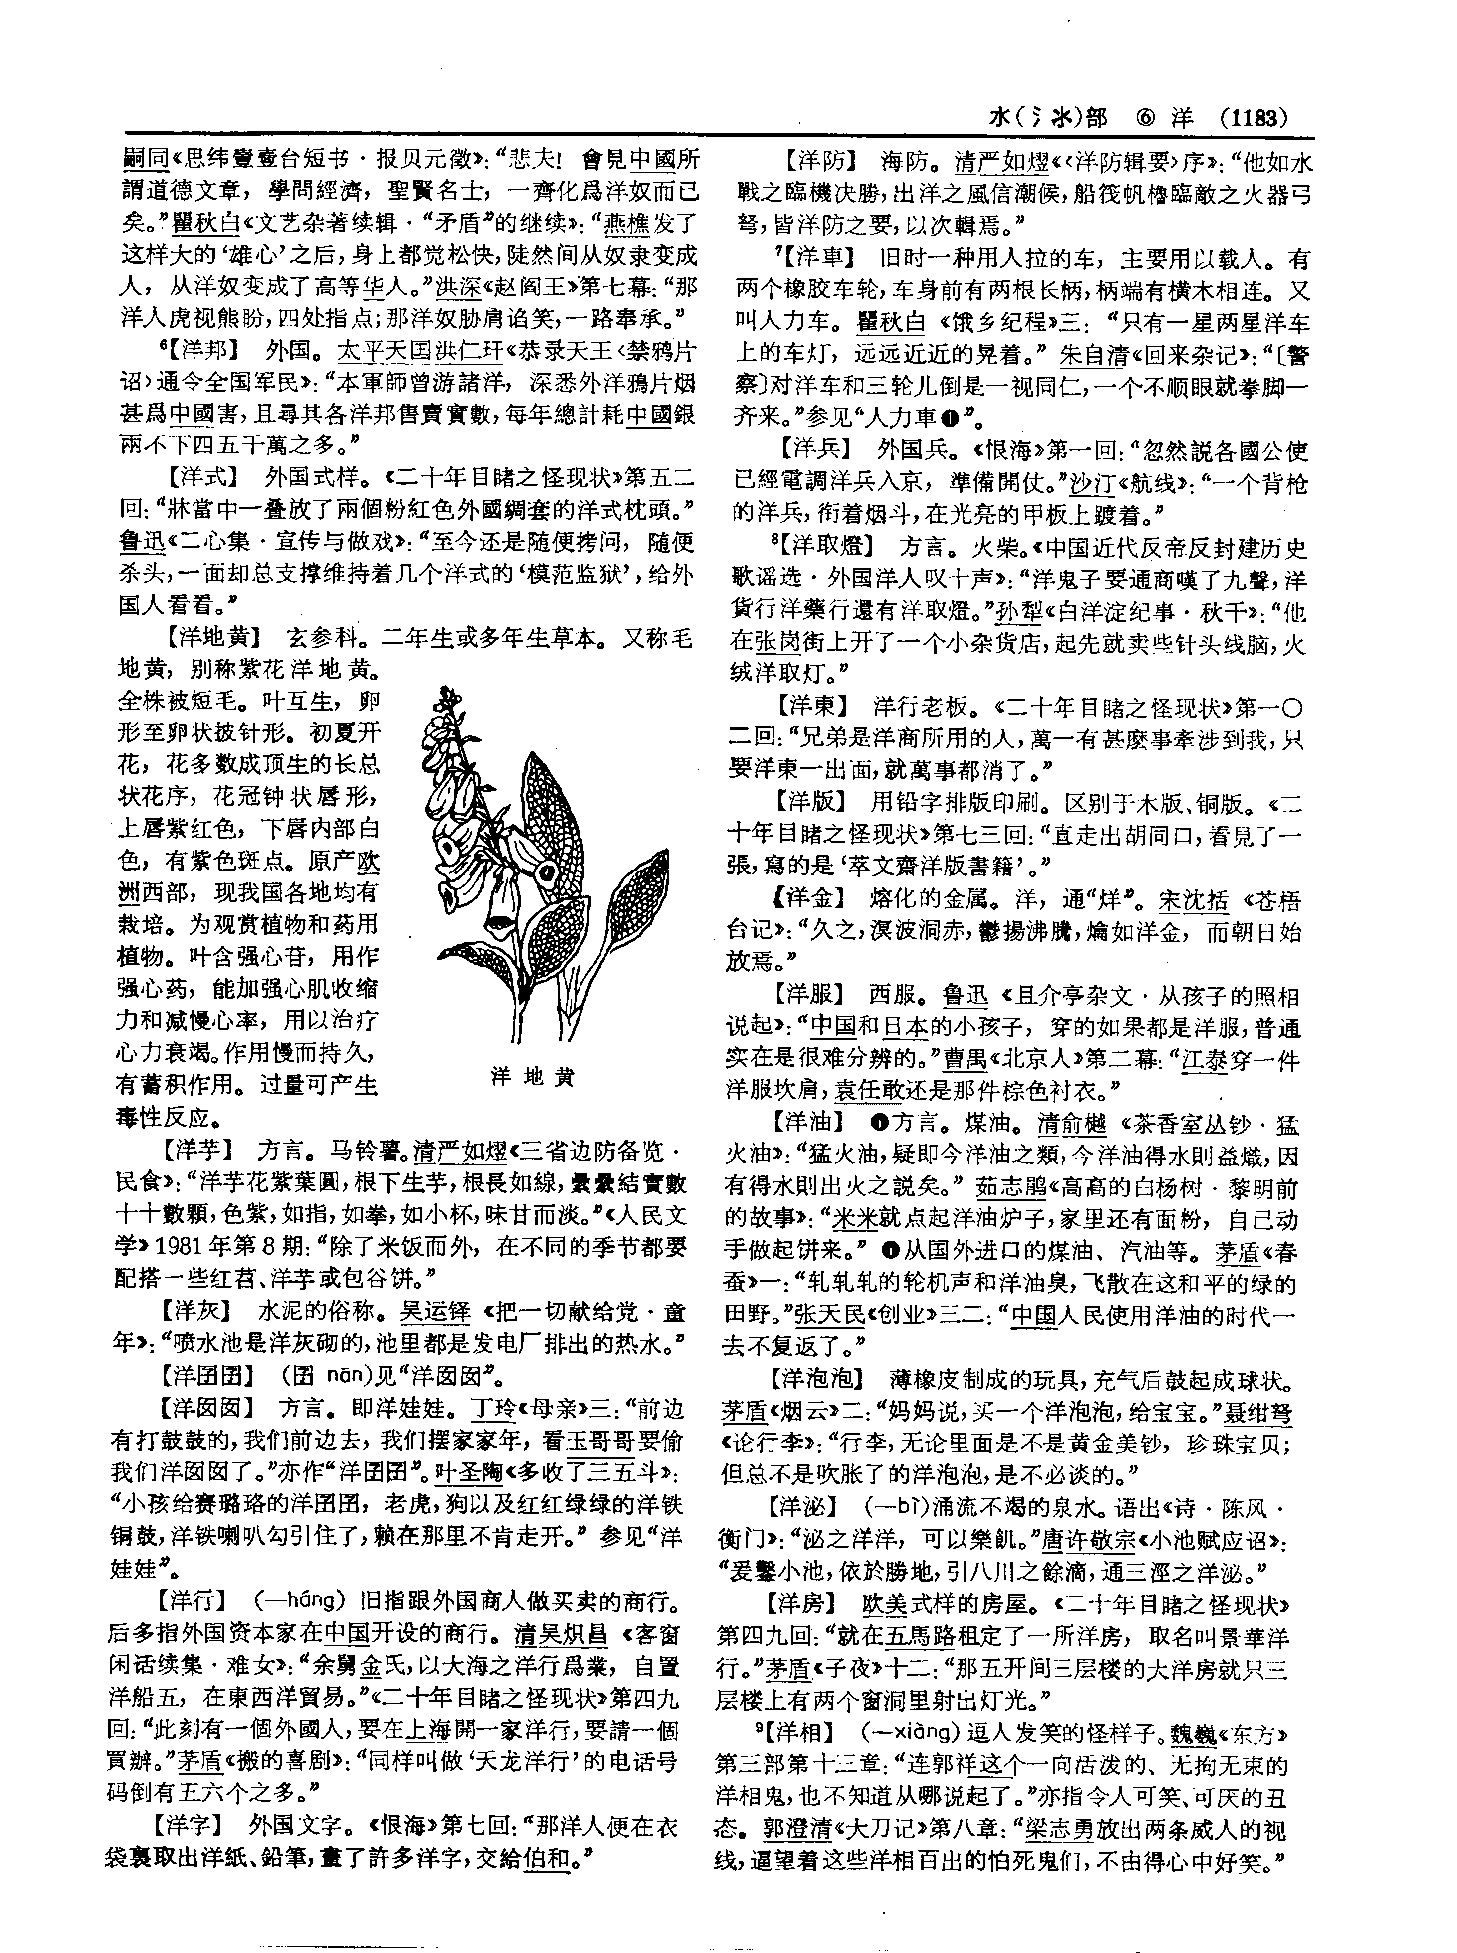 水(氵氺)部 ⑥ 洋 (1183)
嗣同《思纬壹壹台短书·报贝元徵》：“悲夫！會見中國所
謂道德文章，學問經濟，聖賢名士，一齊化爲洋奴而已
矣。”瞿秋白《文艺杂著续辑·“矛盾”的继续》：“燕樵发了
这样大的‘雄心’之后，身上都觉松快，陡然间从奴隶变成
人，从洋奴变成了高等华人。”洪深《赵阎王》第七幕：“那
洋人虎视熊盼，四处指点；那洋奴胁肩谄笑，一路奉承。”
⁶【洋邦】 外国。太平天国洪仁玕《恭录天王〈禁鸦片
诏〉通令全国军民》：“本軍師曾游諸洋，深悉外洋鴉片烟
甚爲中國害，且尋其各洋邦售賣實數，每年總計耗中國銀
兩不下四五千萬之多。”
【洋式】 外国式样。《二十年目睹之怪现状》第五二
回：“牀當中一叠放了兩個粉紅色外國綢套的洋式枕頭。”
鲁迅《二心集·宣传与做戏》：“至今还是随便拷问，随便
杀头，一面却总支撑维持着几个洋式的‘模范监狱’，给外
国人看看。”
【洋地黄】 玄参科。二年生或多年生草本。又称毛
地黄，别称紫花洋地黄。
全株被短毛。叶互生，卵
形至卵状披针形。初夏开
花，花多数成顶生的长总
状花序，花冠钟状唇形，
上唇紫红色，下唇内部白
色，有紫色斑点。原产欧
洲西部，现我国各地均有
栽培。为观赏植物和药用
植物。叶含强心苷，用作
强心药，能加强心肌收缩
力和减慢心率，用以治疗
心力衰竭。作用慢而持久，
有蓄积作用。过量可产生
毒性反应。
洋地黄
【洋芋】 方言。马铃薯。清严如熤《三省边防备览·
民食》：“洋芋花紫葉圓，根下生芋，根長如線，纍纍結實數
十十數顆，色紫，如指，如拳，如小杯，味甘而淡。”《人民文
学》1981年第8期：“除了米饭而外，在不同的季节都要
配搭一些红苕、洋芋或包谷饼。”
【洋灰】 水泥的俗称。吴运铎《把一切献给党·童
年》：“喷水池是洋灰砌的，池里都是发电厂排出的热水。”
【洋囝囝】 （囝 nān）见“洋囡囡”。
【洋囡囡】 方言。即洋娃娃。丁玲《母亲》三：“前边
有打鼓鼓的，我们前边去，我们摆家家年，看玉哥哥要偷
我们洋囡囡了。”亦作“洋囝囝”。叶圣陶《多收了三五斗》：
“小孩给赛璐珞的洋囝囝，老虎，狗以及红红绿绿的洋铁
铜鼓，洋铁喇叭勾引住了，赖在那里不肯走开。”参见“洋
娃娃”。
【洋行】 （—háng）旧指跟外国商人做买卖的商行。
后多指外国资本家在中国开设的商行。清吴炽昌《客窗
闲话续集·难女》：“余舅金氏，以大海之洋行爲業，自置
洋船五，在東西洋貿易。”《二十年目睹之怪现状》第四九
回：“此刻有一個外國人，要在上海開一家洋行，要請一個
買辦。”茅盾《搬的喜剧》：“同样叫做‘天龙洋行’的电话号
码倒有五六个之多。”
【洋字】 外国文字。《恨海》第七回：“那洋人便在衣
袋裏取出洋纸、鉛筆，畫了許多洋字，交給伯和。”
【洋防】 海防。清严如熤《〈洋防辑要〉序》：“他如水
戰之臨機决勝，出洋之風信潮候，船筏帆櫓臨敵之火器弓
弩，皆洋防之要，以次輯焉。”
⁷【洋車】 旧时一种用人拉的车，主要用以载人。有
两个橡胶车轮，车身前有两根长柄，柄端有横木相连。又
叫人力车。瞿秋白《饿乡纪程》三：“只有一星两星洋车
上的车灯，远远近近的晃着。”朱自清《回来杂记》：“〔警
察〕对洋车和三轮儿倒是一视同仁，一个不顺眼就拳脚一
齐来。”参见“人力車❶”。
【洋兵】 外国兵。《恨海》第一回：“忽然説各國公使
已經電調洋兵入京，準備開仗。”沙汀《航线》：“一个背枪
的洋兵，衔着烟斗，在光亮的甲板上踱着。”
⁸【洋取燈】 方言。火柴。《中国近代反帝反封建历史
歌谣选·外国洋人叹十声》：“洋鬼子要通商嘆了九聲，洋
貨行洋藥行還有洋取燈。”孙犁《白洋淀纪事·秋千》：“他
在张岗街上开了一个小杂货店，起先就卖些针头线脑，火
绒洋取灯。”
【洋東】 洋行老板。《二十年目睹之怪现状》第一〇
二回：“兄弟是洋商所用的人，萬一有甚麽事牽涉到我，只
要洋東一出面，就萬事都消了。”
【洋版】 用铅字排版印刷。区别于木版、铜版。《二
十年目睹之怪现状》第七三回：“直走出胡同口，看見了一
張，寫的是‘萃文齋洋版書籍’。”
【洋金】 熔化的金属。洋，通“烊”。宋沈括《苍梧
台记》：“久之，溟波洞赤，鬱揚沸騰，爚如洋金，而朝日始
放焉。”
【洋服】 西服。鲁迅《且介亭杂文·从孩子的照相
说起》：“中国和日本的小孩子，穿的如果都是洋服，普通
实在是很难分辨的。”曹禺《北京人》第二幕：“江泰穿一件
洋服坎肩，袁任敢还是那件棕色衬衣。”
【洋油】 ❶方言。煤油。清俞樾《茶香室丛钞·猛
火油》：“猛火油，疑即今洋油之類，今洋油得水則益熾，因
有得水則出火之説矣。”茹志鹃《高高的白杨树·黎明前
的故事》：“米米就点起洋油炉子，家里还有面粉，自己动
手做起饼来。”❶从国外进口的煤油、汽油等。茅盾《春
蚕》一：“轧轧轧的轮机声和洋油臭，飞散在这和平的绿的
田野。”张天民《创业》三二：“中国人民使用洋油的时代一
去不复返了。”
【洋泡泡】 薄橡皮制成的玩具，充气后鼓起成球状。
茅盾《烟云》二：“妈妈说，买一个洋泡泡，给宝宝。”聂绀弩
《论行李》：“行李，无论里面是不是黄金美钞，珍珠宝贝；
但总不是吹胀了的洋泡泡，是不必谈的。”
【洋泌】 （—bì）涌流不竭的泉水。语出《诗·陈风·
衡门》：“泌之洋洋，可以樂飢。”唐许敬宗《小池赋应诏》：
“爰鑿小池，依於勝地，引八川之餘滴，通三涇之洋泌。”
【洋房】 欧美式样的房屋。《二十年目睹之怪现状》
第四九回：“就在五馬路租定了一所洋房，取名叫景華洋
行。”茅盾《子夜》十二：“那五开间三层楼的大洋房就只三
层楼上有两个窗洞里射出灯光。”
⁹【洋相】 （—xiàng）逗人发笑的怪样子。魏巍《东方》
第三部第十三章：“连郭祥这个一向活泼的、无拘无束的
洋相鬼，也不知道从哪说起了。”亦指令人可笑、可厌的丑
态。郭澄清《大刀记》第八章：“梁志勇放出两条威人的视
线，逼望着这些洋相百出的怕死鬼们，不由得心中好笑。”